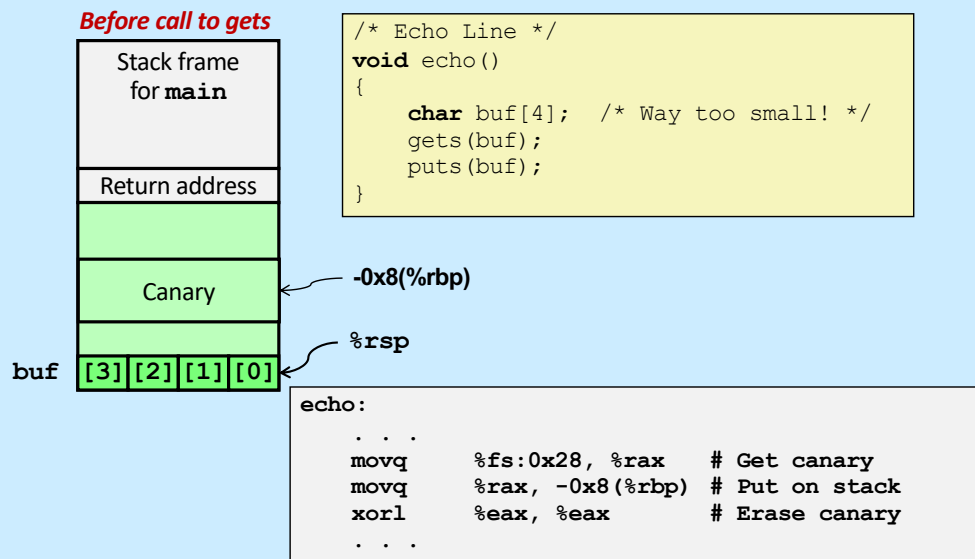 Before call to gets
Stack frame
for main
Return address
Canary
-0x8(%rbp)
%rsp
buf [3] [2] [1] [0]
/* Echo Line */
void echo()
{
    char buf[4];  /* Way too small! */
    gets(buf);
    puts(buf);
}
echo:
    . . .
    movq    %fs:0x28, %rax   # Get canary
    movq    %rax, -0x8(%rbp) # Put on stack
    xorl    %eax, %eax       # Erase canary
    . . .